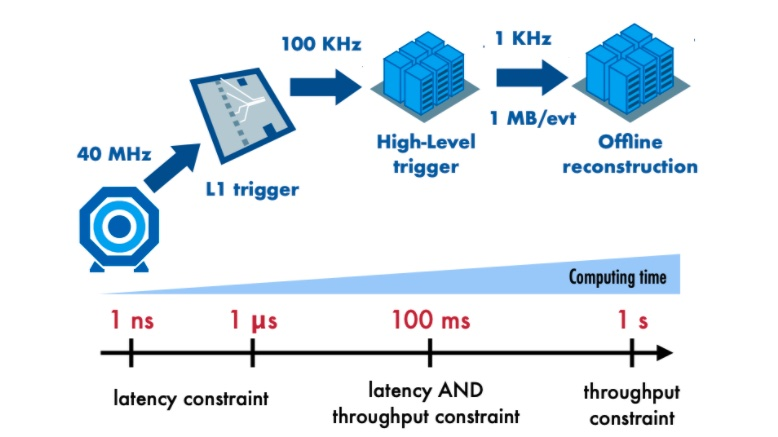 100 KHz
1 KHz
40 MHz
L1 trigger
High-Level
trigger
1 MB/evt
Offline
reconstruction
Computing time
1 ns
1 μs
100 ms
1 s
latency constraint
latency AND
throughput constraint
throughput
constraint